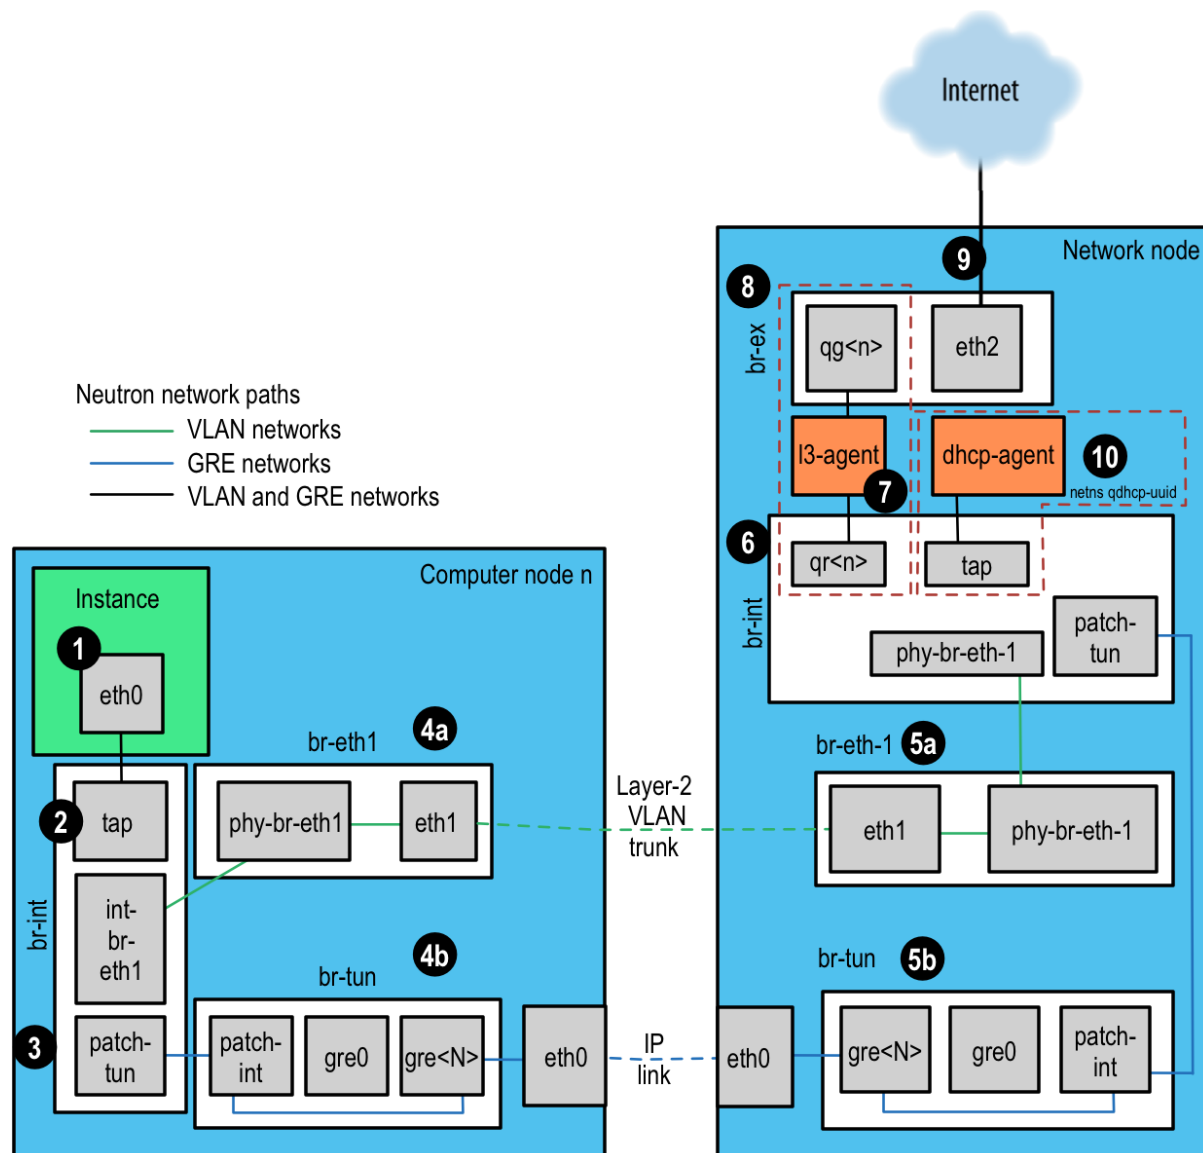 Internet
Network node
9
8
br-ex
qg<n>
eth2
l3-agent
dhcp-agent
10
netns qdhcp-uuid
7
6
br-int
qr<n>
tap
patch-
tun
phy-br-eth-1
Neutron network paths
VLAN networks
GRE networks
VLAN and GRE networks
Computer node n
Instance
1
eth0
br-eth1
4a
2
tap
phy-br-eth1
eth1
br-int
int-
br-
eth1
br-tun
4b
3
patch-
tun
patch-
int
gre0
gre<N>
eth0
Layer-2
VLAN
trunk
IP
link
br-eth-1
5a
eth1
phy-br-eth-1
br-tun
5b
eth0
gre<N>
gre0
patch-
int